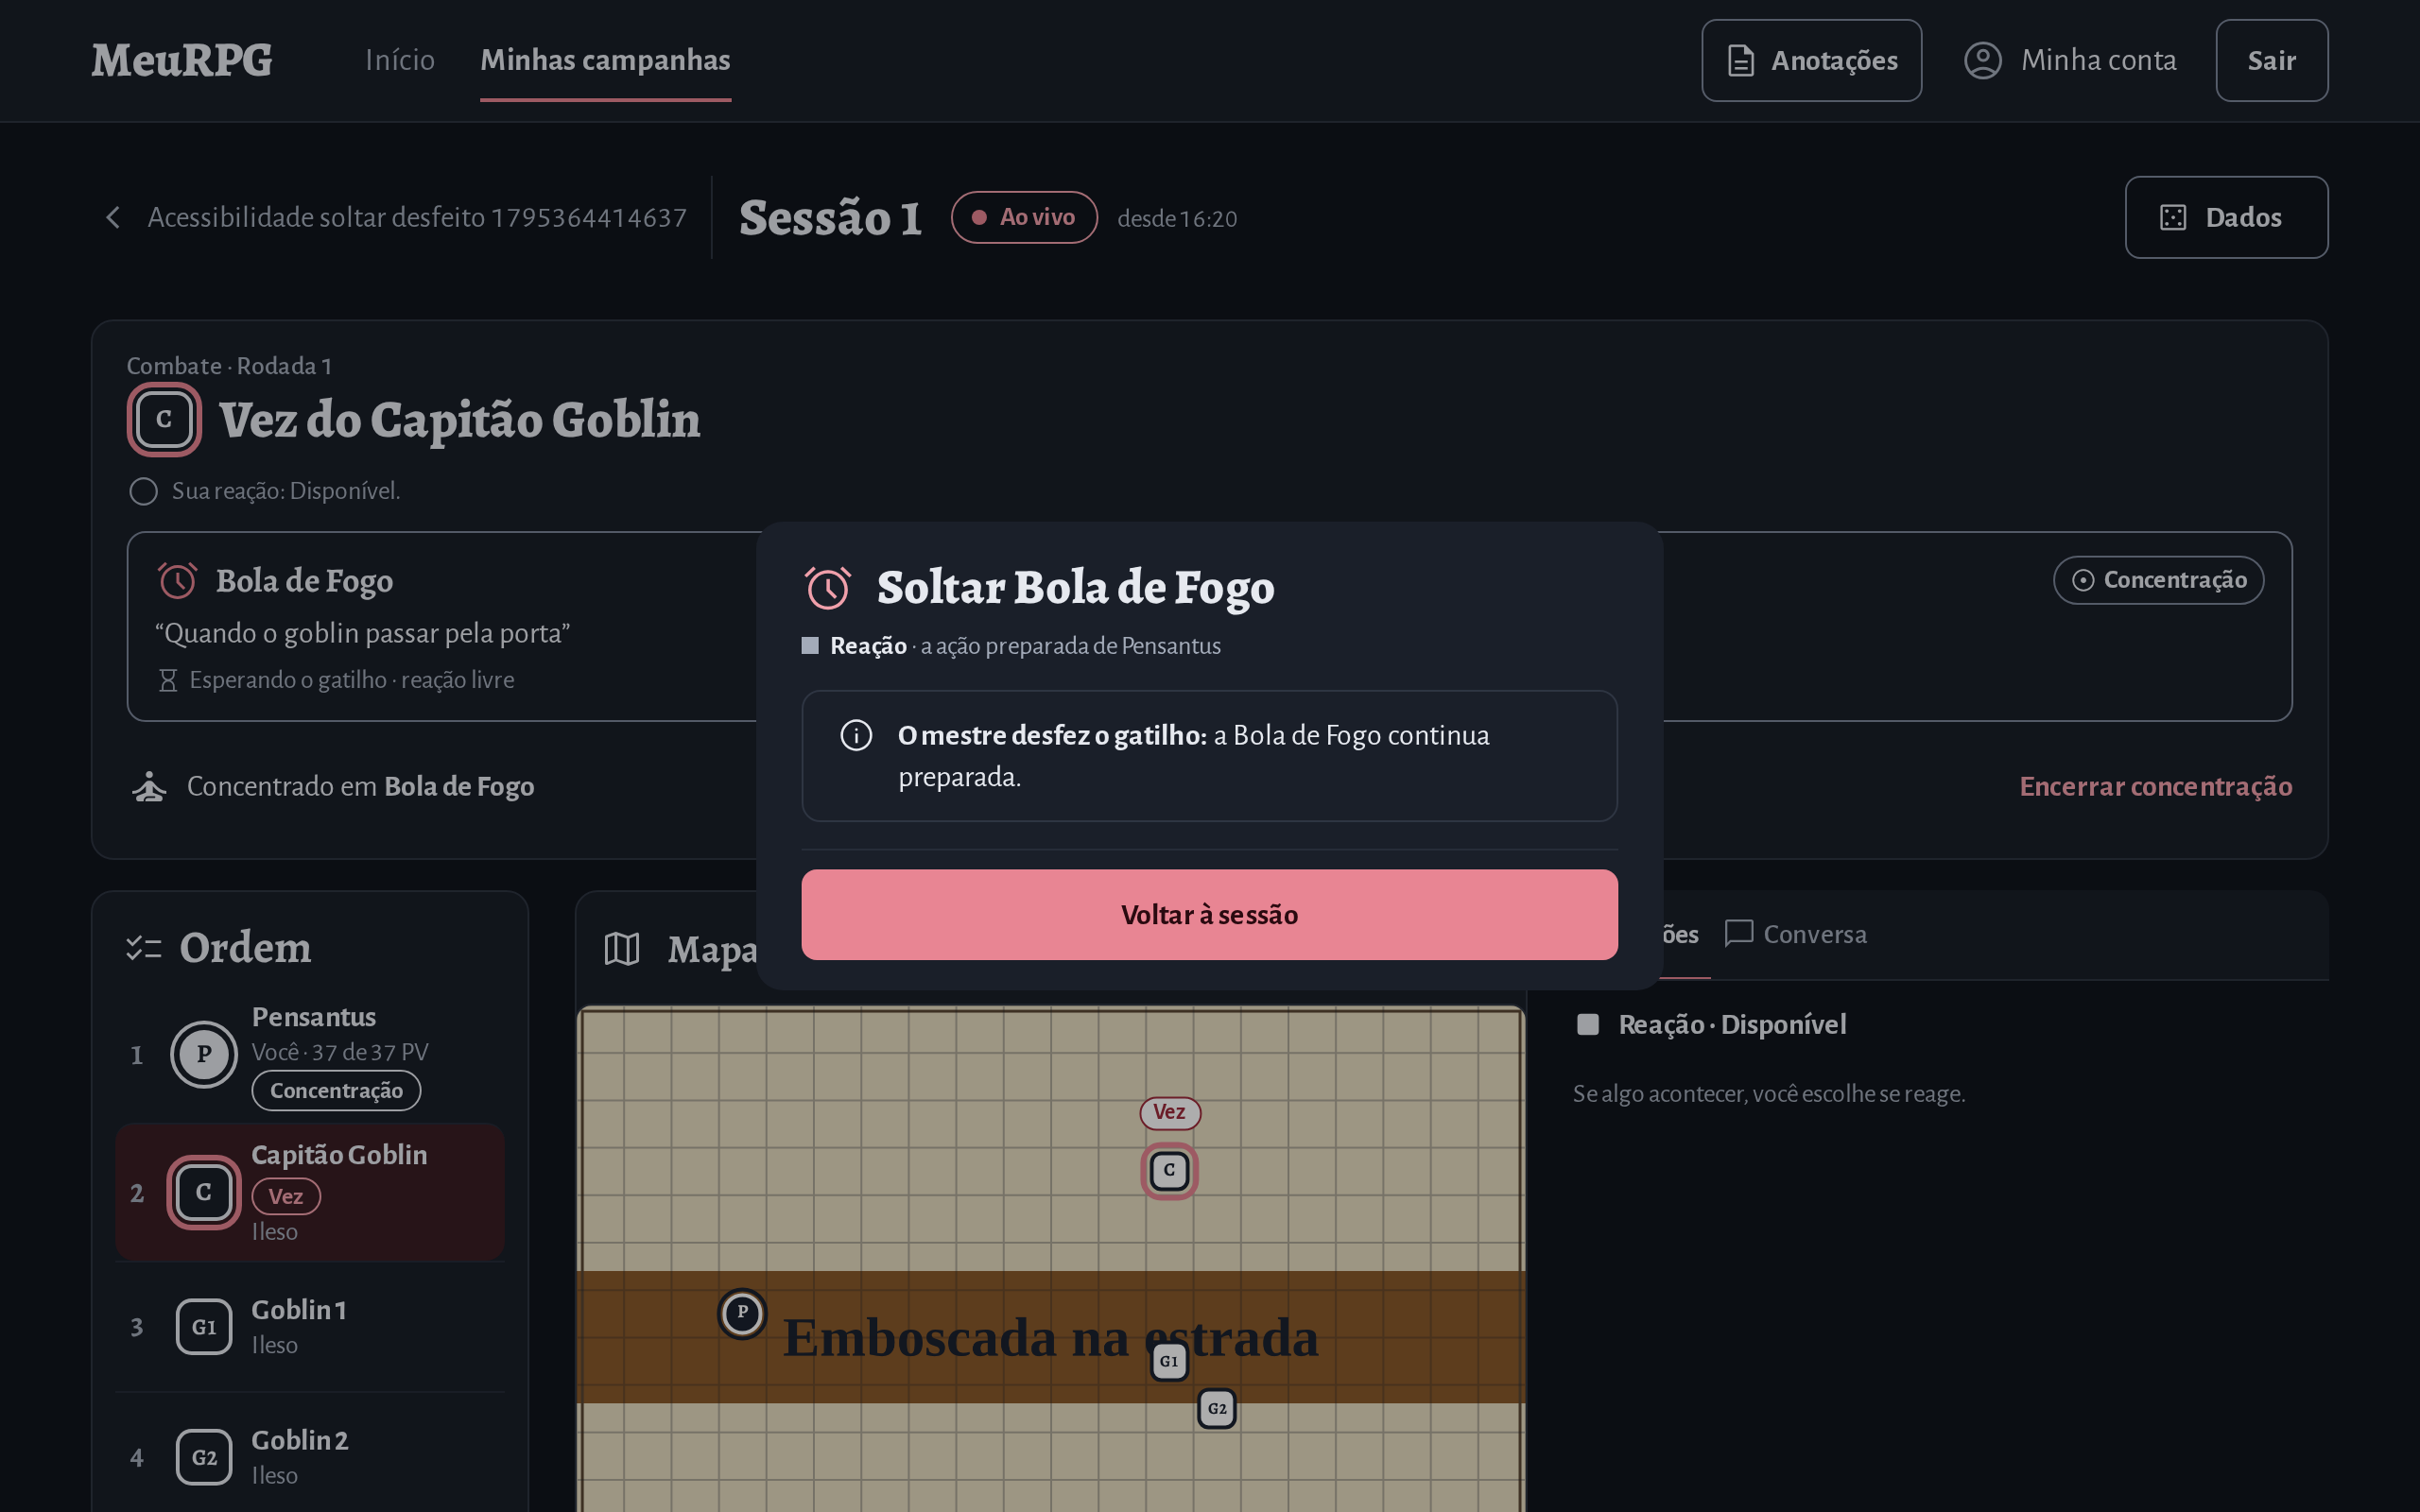 MeuRPG
Início
Minhas campanhas
Anotações
Minha conta
Sair
Acessibilidade soltar desfeito 1795364414637
Sessão 1
Ao vivo
desde 16:20
Dados
Combate · Rodada 1
C
Vez do Capitão Goblin
Sua reação: Disponível.
Bola de Fogo
Concentração
“Quando o goblin passar pela porta”
Esperando o gatilho · reação livre
Concentrado em Bola de Fogo
Encerrar concentração
Soltar Bola de Fogo
Reação · a ação preparada de Pensantus
O mestre desfez o gatilho: a Bola de Fogo continua
preparada.
Voltar à sessão
Ordem
1
P
Pensantus
Você · 37 de 37 PV
Concentração
2
C
Capitão Goblin
Vez
Ileso
3
G1
Goblin 1
Ileso
4
G2
Goblin 2
Ileso
Mapa
Vez
C
P
Emboscada na estrada
G1
G2
ões
Conversa
Reação · Disponível
Se algo acontecer, você escolhe se reage.